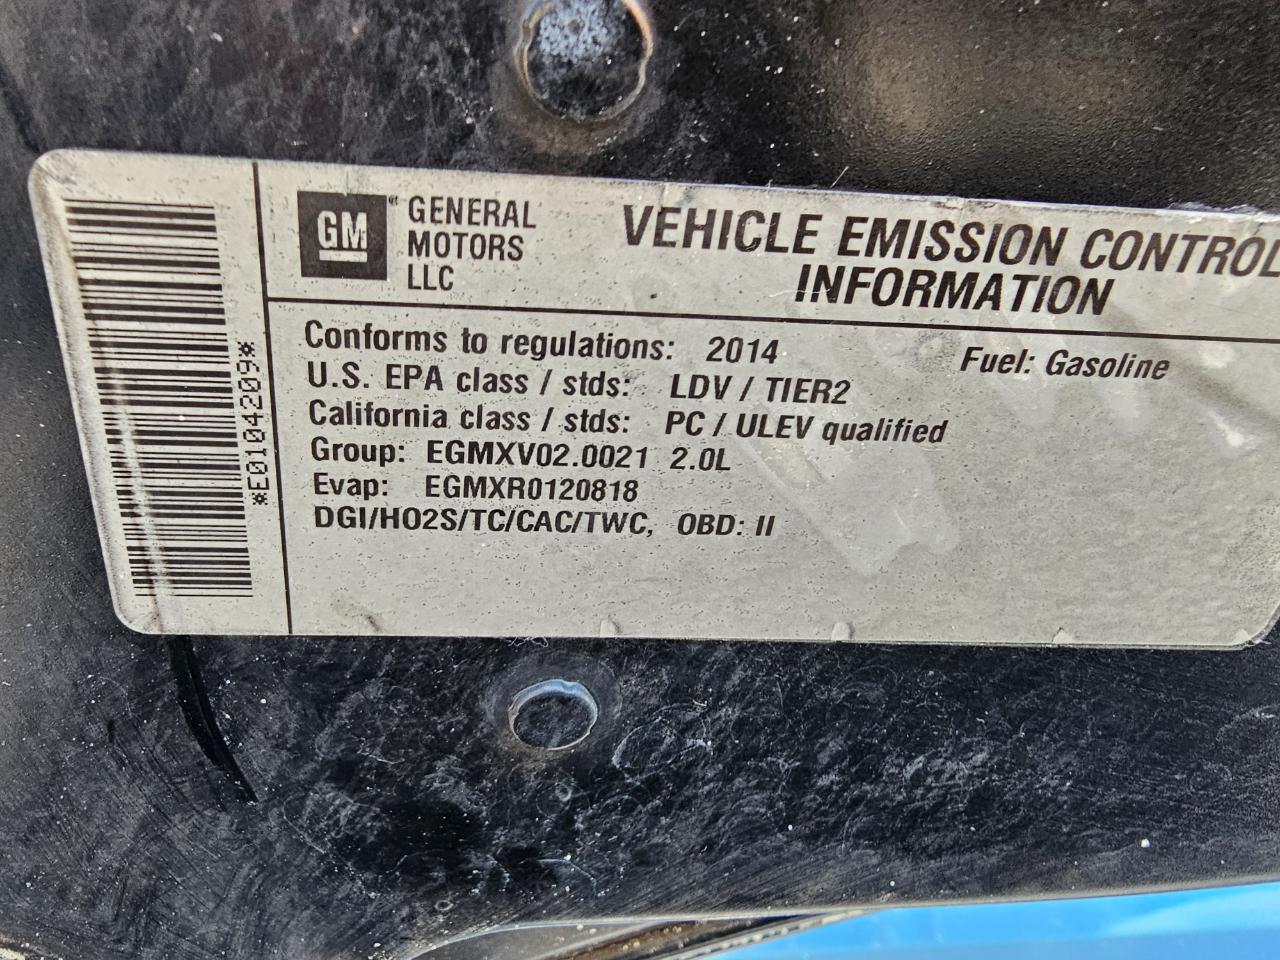 *E0104209*
GM
GENERAL
MOTORS
LLC
VEHICLE EMISSION CONTROL
INFORMATION
Conforms to regulations: 2014 Fuel: Gasoline
U.S. EPA class / stds: LDV / TIER2
California class / stds: PC / ULEV qualified
Group: EGMXV02.0021 2.0L
Evap: EGMXR0120818
DGI/HO2S/TC/CAC/TWC, OBD: II